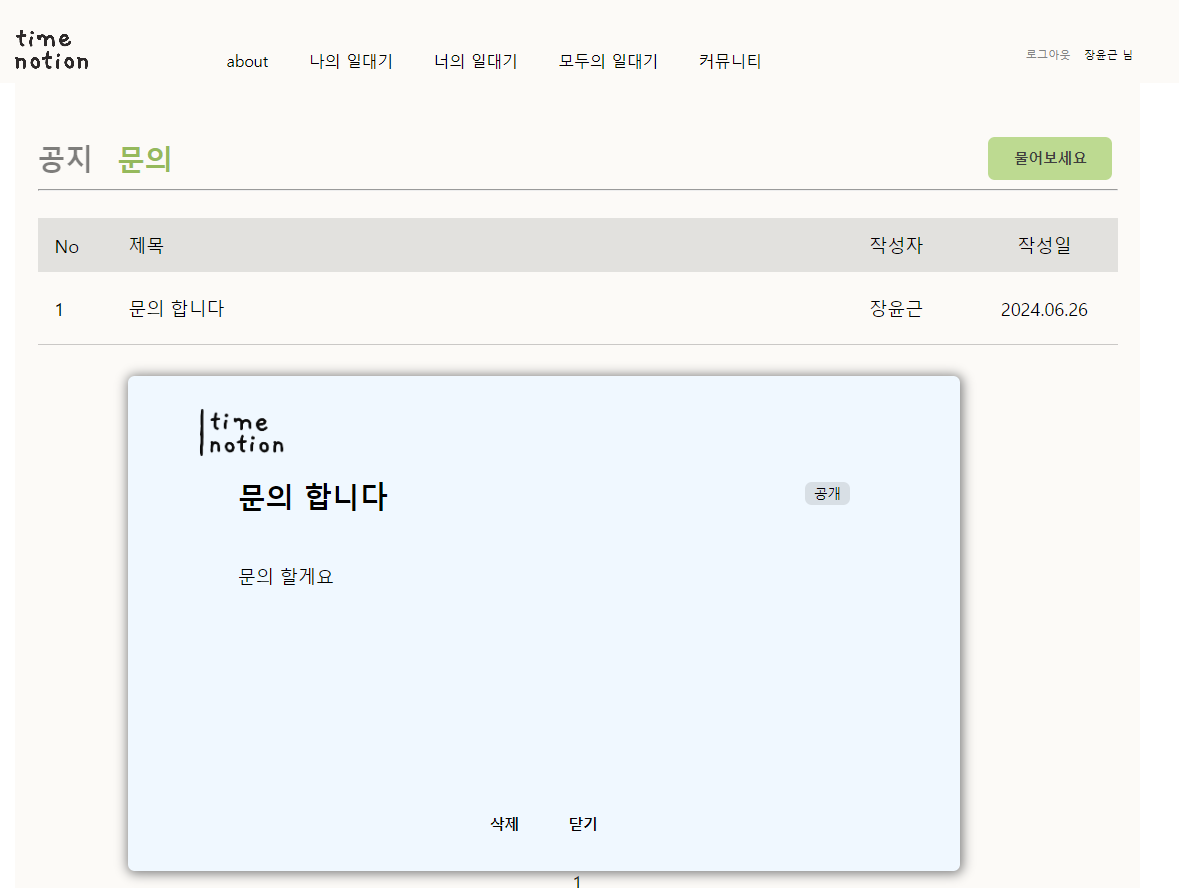 time
notion
about 나의 일대기 너의 일대기 모두의 일대기 커뮤니티
로그아웃 장윤근 님
공지 문의
물어보세요
No 제목 작성자 작성일
1 문의 합니다 장윤근 2024.06.26
time
notion
문의 합니다
공개
문의 할게요
삭제 닫기
1